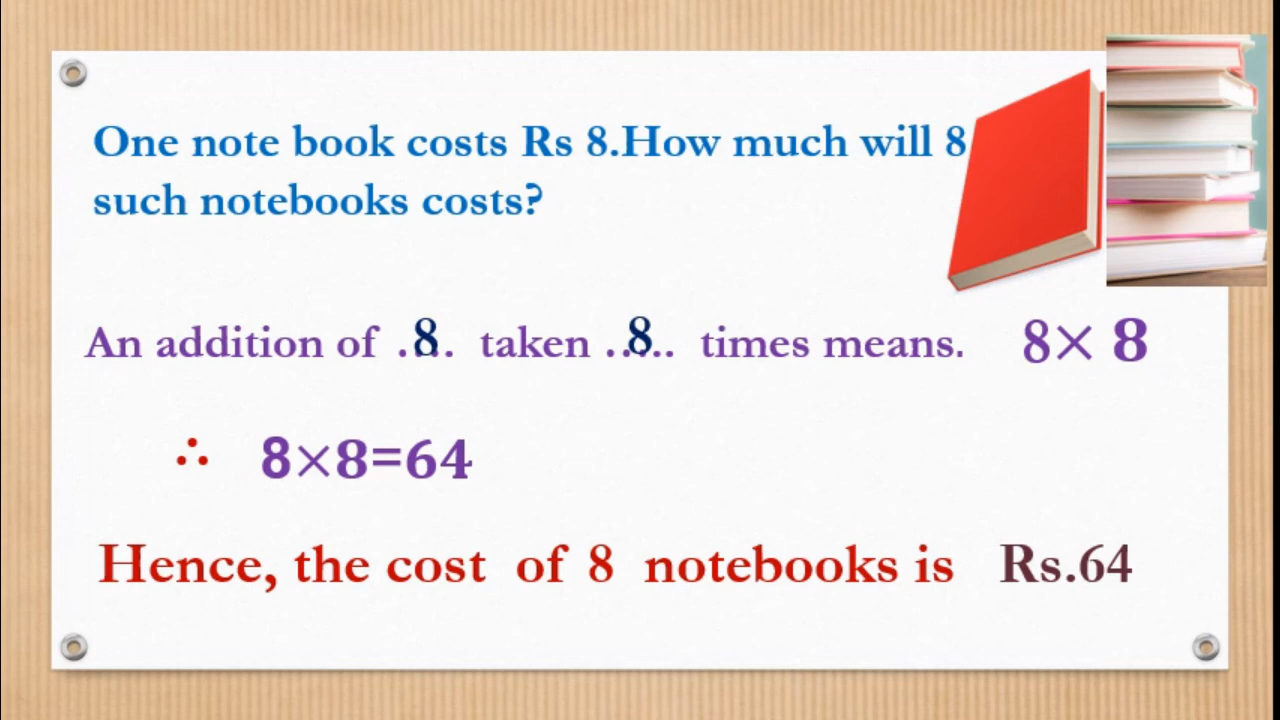 One note book costs Rs 8.How much will 8
such notebooks costs?
An addition of .8. taken ..8.. times means. 8× 8
∴ 8×8=64
Hence, the cost of 8 notebooks is Rs.64